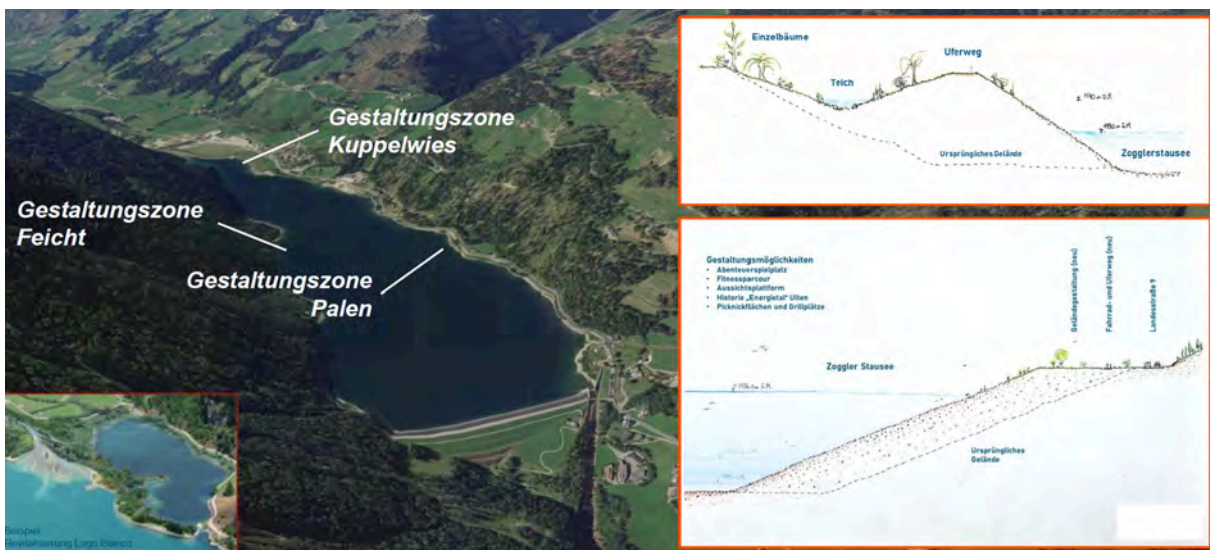 Gestaltungszone
Kuppelwies
Gestaltungszone
Feicht
Gestaltungszone
Palen
Beispiel
Revitalisierung Lago
Einzelbäume
Teich
Uferweg
Ursprüngliches Gelände
Zogglerstausee
Gestaltungsmöglichkeiten
• Abenteuerspielplatz
• Fitnessparcour
• Aussichtsplattform
• Historie „Energietal“ Ulten
• Picknickflächen und Grillplätze
Geländegestaltung (neu)
Fahrrad- und Uferweg (neu)
Landesstraße 9
Zoggler Stausee
Ursprüngliches
Gelände